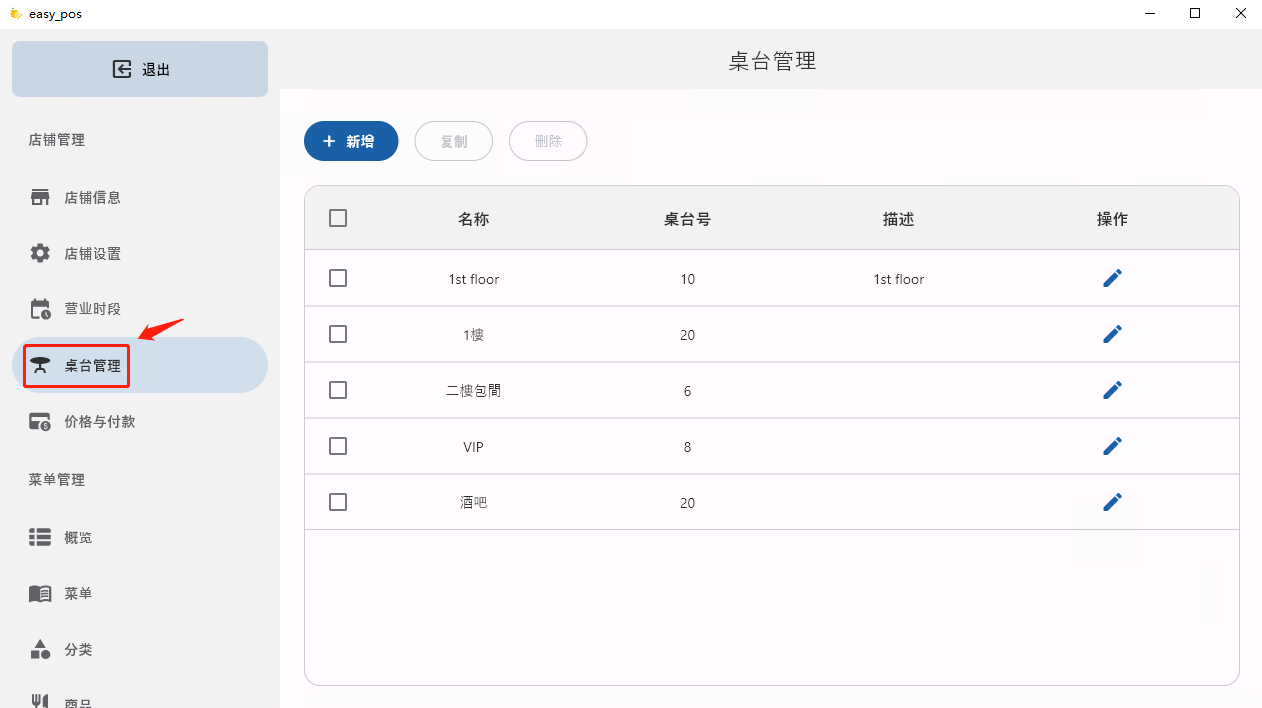 easy_pos
退出
桌台管理
店铺管理
店铺信息
店铺设置
营业时段
桌台管理
价格与付款
菜单管理
概览
菜单
分类
商品
新增 复制 删除
名称 桌台号 描述 操作
1st floor 10 1st floor
1樓 20
二樓包間 6
VIP 8
酒吧 20